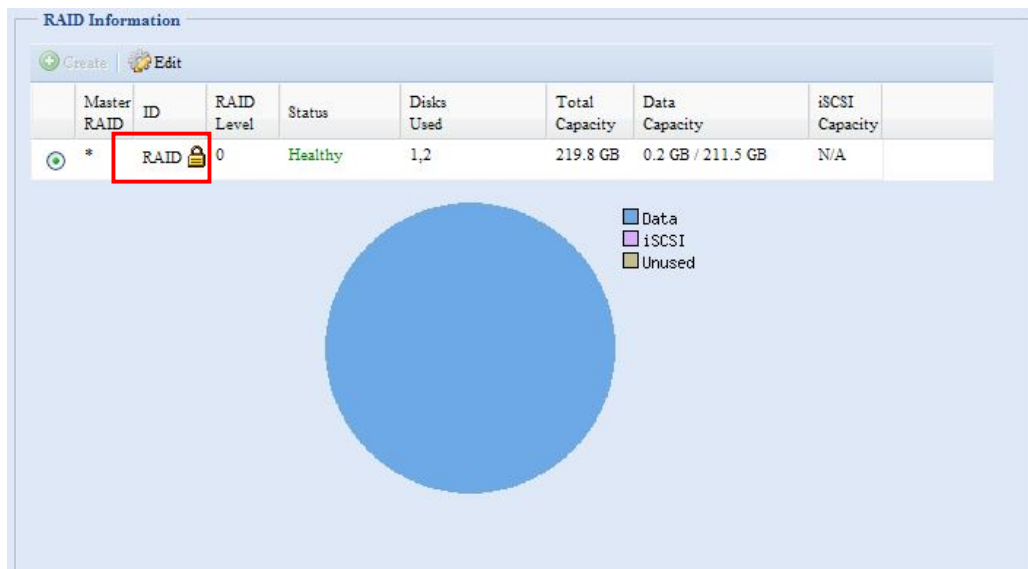 RAID Information
Create Edit
Master RAID ID RAID Level Status Disks Used Total Capacity Data Capacity iSCSI Capacity
* RAID 0 Healthy 1,2 219.8 GB 0.2 GB / 211.5 GB N/A
Data
iSCSI
Unused